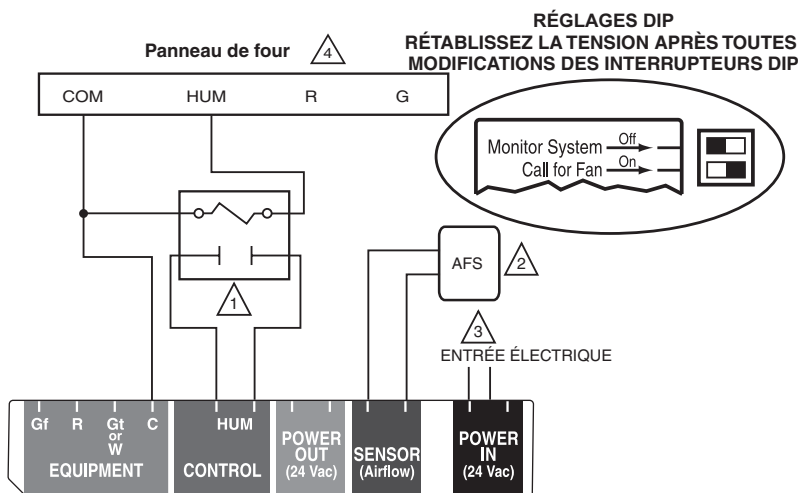 RÉGLAGES DIP
RÉTABLISSEZ LA TENSION APRÈS TOUTES
MODIFICATIONS DES INTERRUPTEURS DIP
Panneau de four 4
COM HUM R G
Monitor System Off
Call for Fan On
AFS 2
1
3
ENTRÉE ÉLECTRIQUE
Gf R Gt or W C
EQUIPMENT
HUM
CONTROL
POWER
OUT
(24 Vac)
SENSOR
(Airflow)
POWER
IN
(24 Vac)